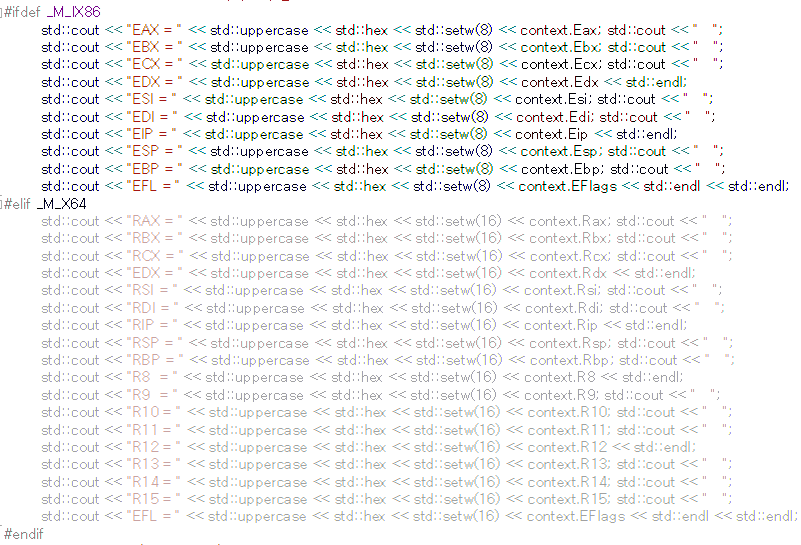 #ifdef _M_IX86
std::cout << "EAX = " << std::uppercase << std::hex << std::setw(8) << context.Eax; std::cout << "   ";
std::cout << "EBX = " << std::uppercase << std::hex << std::setw(8) << context.Ebx; std::cout << "   ";
std::cout << "ECX = " << std::uppercase << std::hex << std::setw(8) << context.Ecx; std::cout << "   ";
std::cout << "EDX = " << std::uppercase << std::hex << std::setw(8) << context.Edx << std::endl;
std::cout << "ESI = " << std::uppercase << std::hex << std::setw(8) << context.Esi; std::cout << "   ";
std::cout << "EDI = " << std::uppercase << std::hex << std::setw(8) << context.Edi; std::cout << "   ";
std::cout << "EIP = " << std::uppercase << std::hex << std::setw(8) << context.Eip << std::endl;
std::cout << "ESP = " << std::uppercase << std::hex << std::setw(8) << context.Esp; std::cout << "   ";
std::cout << "EBP = " << std::uppercase << std::hex << std::setw(8) << context.Ebp; std::cout << "   ";
std::cout << "EFL = " << std::uppercase << std::hex << std::setw(8) << context.EFlags << std::endl << std::endl;
#elif _M_X64
std::cout << "RAX = " << std::uppercase << std::hex << std::setw(16) << context.Rax; std::cout << "   ";
std::cout << "RBX = " << std::uppercase << std::hex << std::setw(16) << context.Rbx; std::cout << "   ";
std::cout << "RCX = " << std::uppercase << std::hex << std::setw(16) << context.Rcx; std::cout << "   ";
std::cout << "EDX = " << std::uppercase << std::hex << std::setw(16) << context.Rdx << std::endl;
std::cout << "RSI = " << std::uppercase << std::hex << std::setw(16) << context.Rsi; std::cout << "   ";
std::cout << "RDI = " << std::uppercase << std::hex << std::setw(16) << context.Rdi; std::cout << "   ";
std::cout << "RIP = " << std::uppercase << std::hex << std::setw(16) << context.Rip << std::endl;
std::cout << "RSP = " << std::uppercase << std::hex << std::setw(16) << context.Rsp; std::cout << "   ";
std::cout << "RBP = " << std::uppercase << std::hex << std::setw(16) << context.Rbp; std::cout << "   ";
std::cout << "R8  = " << std::uppercase << std::hex << std::setw(16) << context.R8 << std::endl;
std::cout << "R9  = " << std::uppercase << std::hex << std::setw(16) << context.R9; std::cout << "   ";
std::cout << "R10 = " << std::uppercase << std::hex << std::setw(16) << context.R10; std::cout << "   ";
std::cout << "R11 = " << std::uppercase << std::hex << std::setw(16) << context.R11; std::cout << "   ";
std::cout << "R12 = " << std::uppercase << std::hex << std::setw(16) << context.R12 << std::endl;
std::cout << "R13 = " << std::uppercase << std::hex << std::setw(16) << context.R13; std::cout << "   ";
std::cout << "R14 = " << std::uppercase << std::hex << std::setw(16) << context.R14; std::cout << "   ";
std::cout << "R15 = " << std::uppercase << std::hex << std::setw(16) << context.R15; std::cout << "   ";
std::cout << "EFL = " << std::uppercase << std::hex << std::setw(16) << context.EFlags << std::endl << std::endl;
#endif